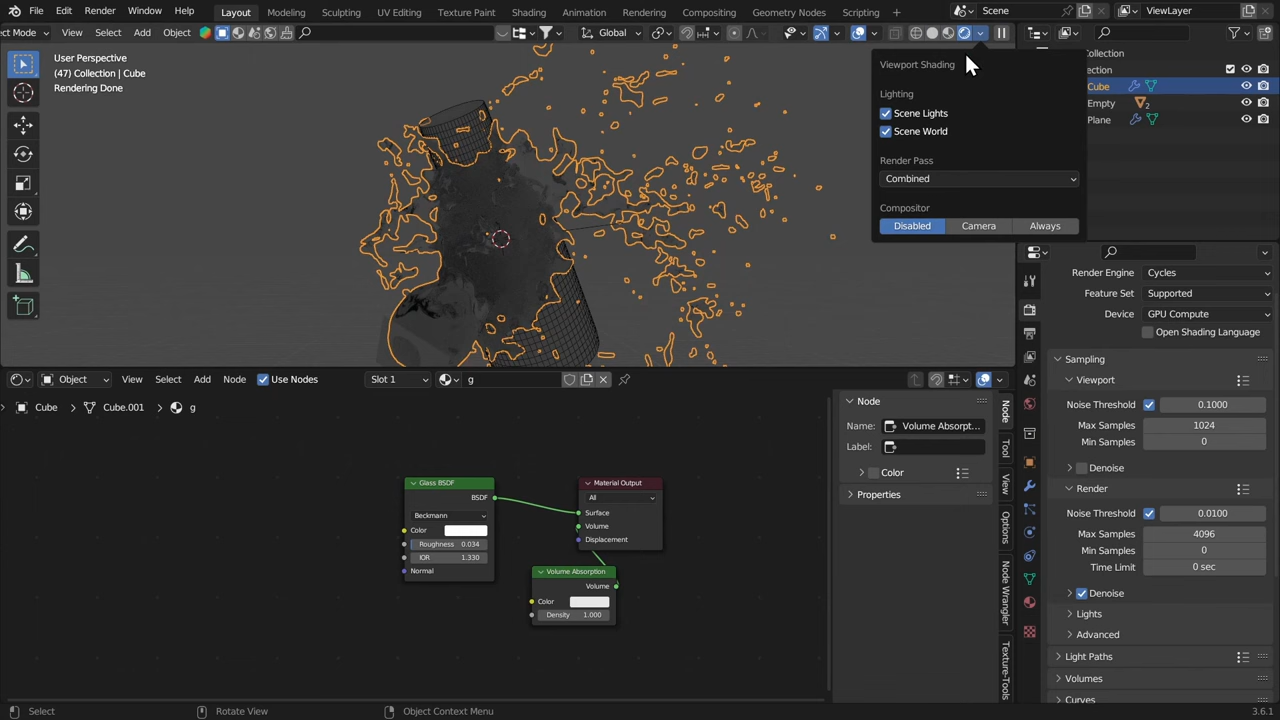 File Edit Render Window Help Layout Modeling Sculpting UV Editing Texture Paint Shading Animation Rendering Compositing Geometry Nodes Scripting Scene ViewLayer
ct Mode View Select Add Object Global
User Perspective
(47) Collection | Cube
Rendering Done
Viewport Shading
Lighting
Scene Lights
Scene World
Render Pass
Combined
Compositor
Disabled Camera Always
Collection
ection
Cube
Empty 2
Plane
Render Engine Cycles
Feature Set Supported
Device GPU Compute
Open Shading Language
Sampling
Viewport
Noise Threshold 0.1000
Max Samples 1024
Min Samples 0
Denoise
Render
Noise Threshold 0.0100
Max Samples 4096
Min Samples 0
Time Limit 0 sec
Denoise
Lights
Advanced
Light Paths
Volumes
Curves
Object View Select Add Node Use Nodes Slot 1 g
Cube Cube.001 g
Glass BSDF
BSDF
Beckmann
Color
Roughness 0.034
IOR 1.330
Normal
Material Output
All
Surface
Volume
Displacement
Volume Absorption
Volume
Color
Density 1.000
Node
Name: Volume Absorpt...
Label:
Color
Properties
Node
Tool
View
Options
Node Wrangler
Texture-Tools
Select Rotate View Object Context Menu 3.6.1